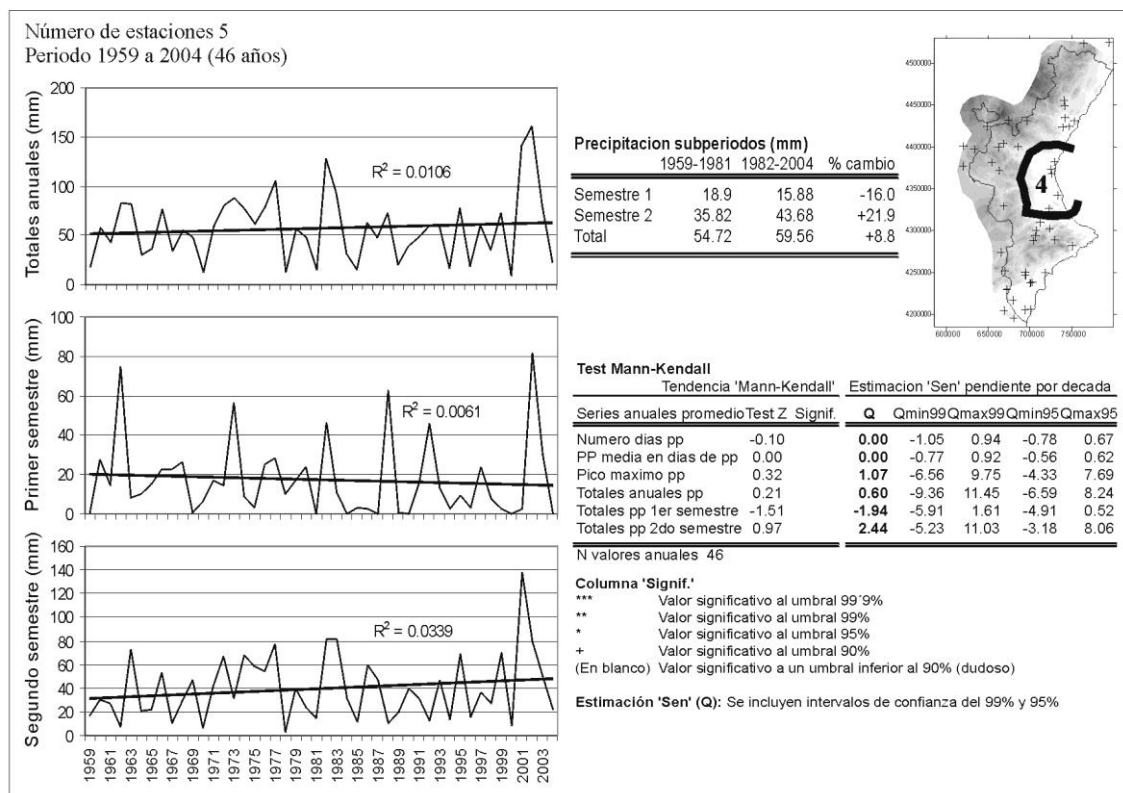 Número de estaciones 5
Periodo 1959 a 2004 (46 años)
Totales anuales (mm)
200
150
100
50
0
R² = 0.0106
Primer semestre (mm)
100
80
60
40
20
0
R² = 0.0061
Segundo semestre (mm)
160
140
120
100
80
60
40
20
0
R² = 0.0339
1959 1961 1963 1965 1967 1969 1971 1973 1975 1977 1979 1981 1983 1985 1987 1989 1991 1993 1995 1997 1999 2001 2003
Precipitacion subperiodos (mm)
1959-1981 1982-2004 % cambio
Semestre 1 18.9 15.88 -16.0
Semestre 2 35.82 43.68 +21.9
Total 54.72 59.56 +8.8
4500000
4450000
4400000
4350000
4300000
4250000
4200000
4
600000 650000 700000 750000
Test Mann-Kendall
Tendencia 'Mann-Kendall' Estimacion 'Sen' pendiente por decada
Series anuales promedio Test Z Signif. Q Qmin99 Qmax99 Qmin95 Qmax95
Numero dias pp -0.10 0.00 -1.05 0.94 -0.78 0.67
PP media en dias de pp 0.00 0.00 -0.77 0.92 -0.56 0.62
Pico maximo pp 0.32 1.07 -6.56 9.75 -4.33 7.69
Totales anuales pp 0.21 0.60 -9.36 11.45 -6.59 8.24
Totales pp 1er semestre -1.51 -1.94 -5.91 1.61 -4.91 0.52
Totales pp 2do semestre 0.97 2.44 -5.23 11.03 -3.18 8.06
N valores anuales 46
Columna 'Signif.'
*** Valor significativo al umbral 99´9%
** Valor significativo al umbral 99%
* Valor significativo al umbral 95%
+ Valor significativo al umbral 90%
(En blanco) Valor significativo a un umbral inferior al 90% (dudoso)
Estimación 'Sen' (Q): Se incluyen intervalos de confianza del 99% y 95%